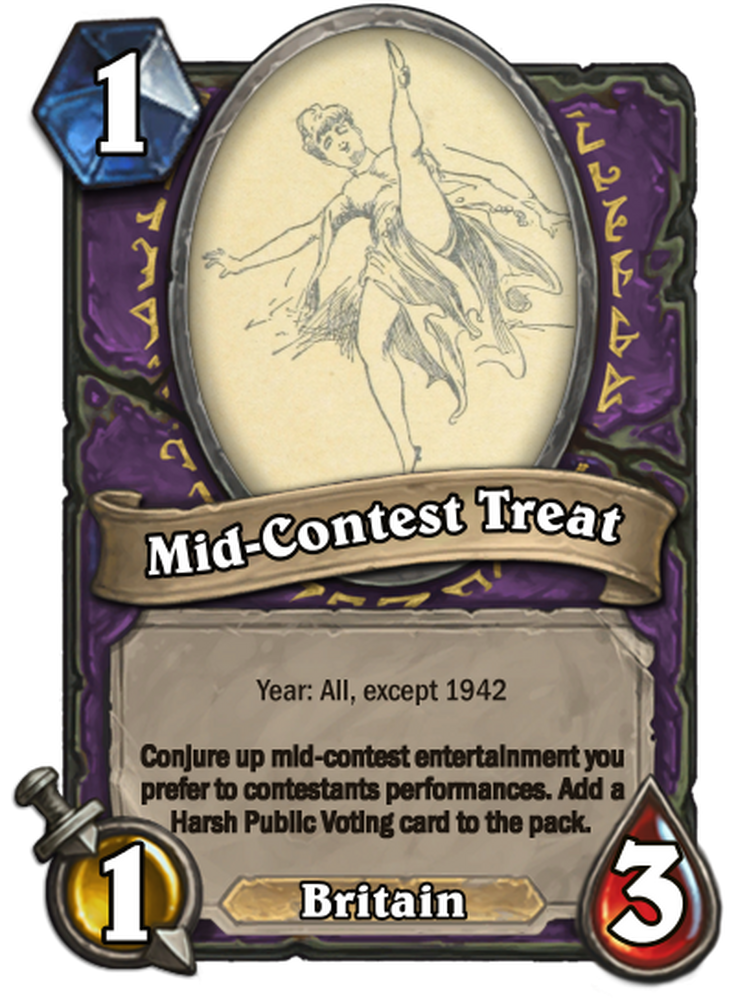 1
Mid-Contest Treat
Year: All, except 1942
Conjure up mid-contest entertainment you
prefer to contestants performances. Add a
Harsh Public Voting card to the pack.
1
Britain
3